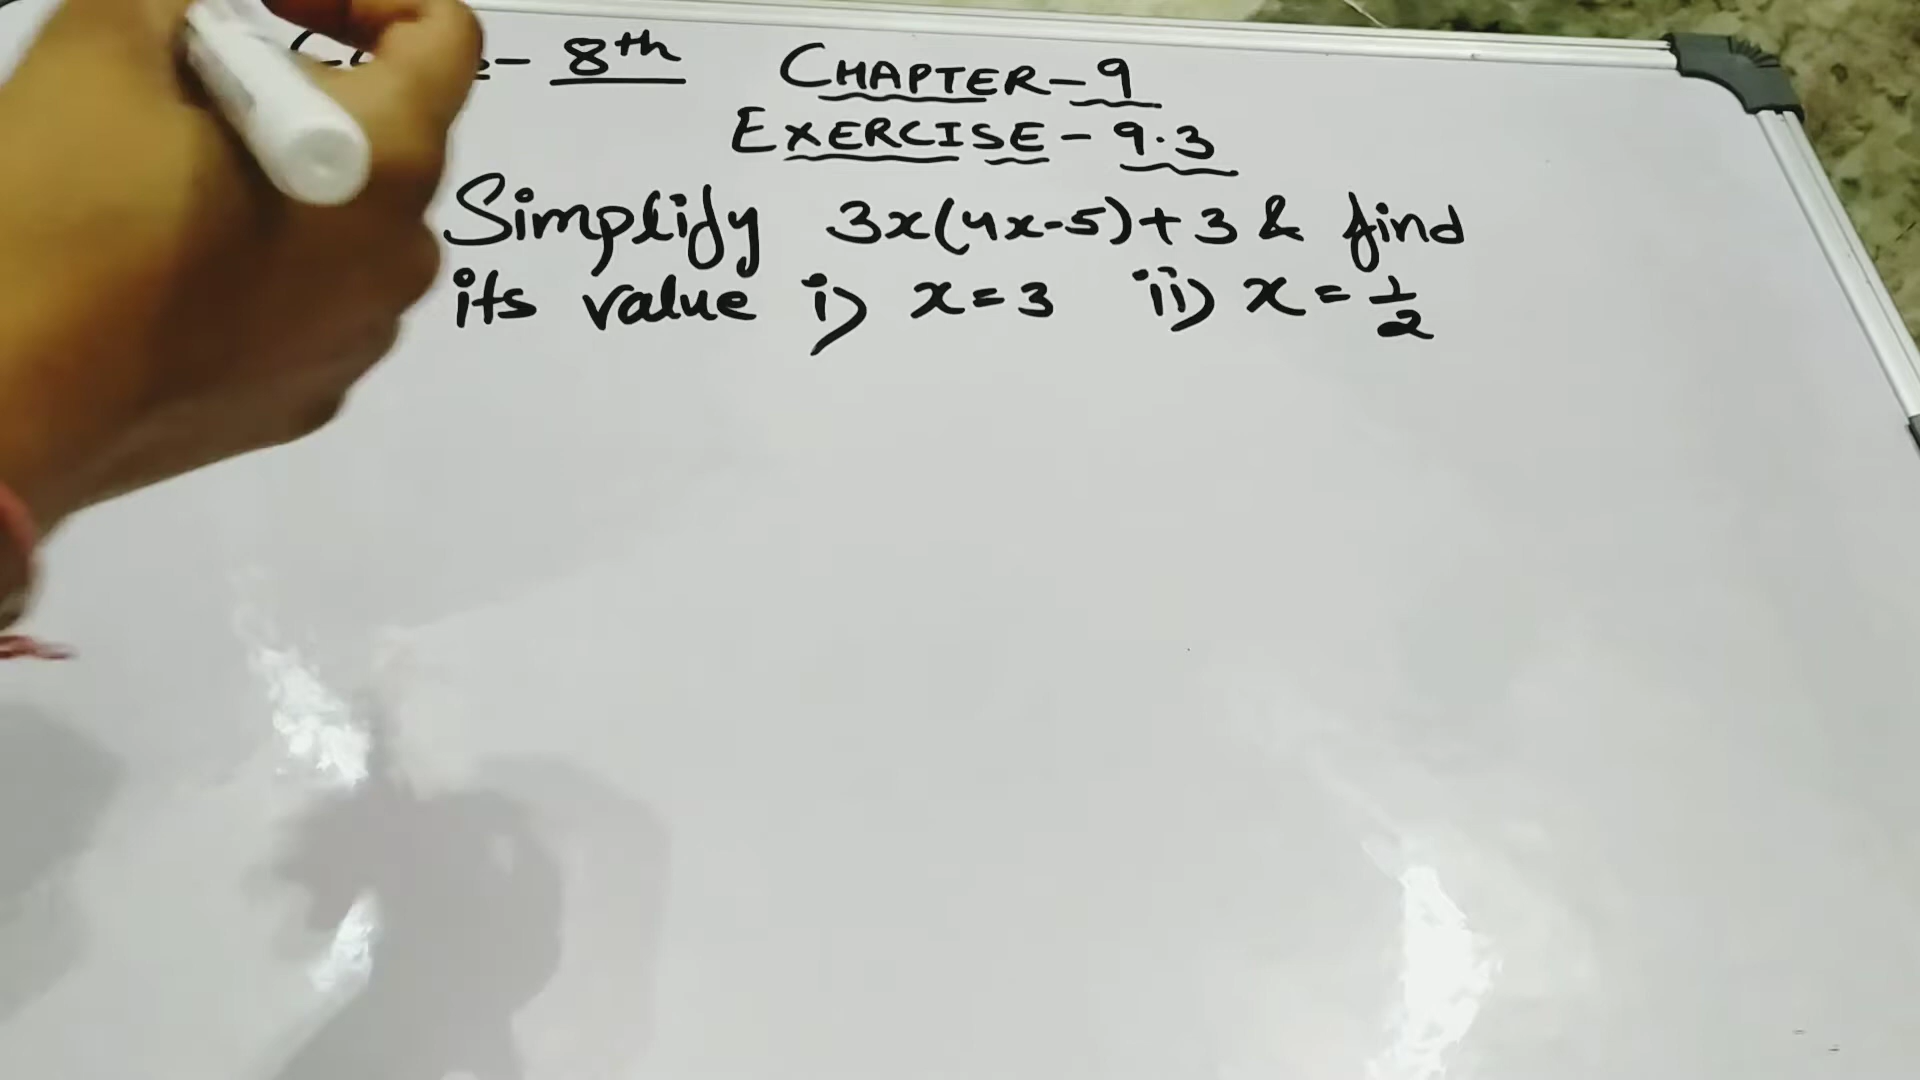 8th CHAPTER-9
EXERCISE-9.3
Simplify 3x(4x-5)+3 & find
its value i) x=3 ii) x=1/2